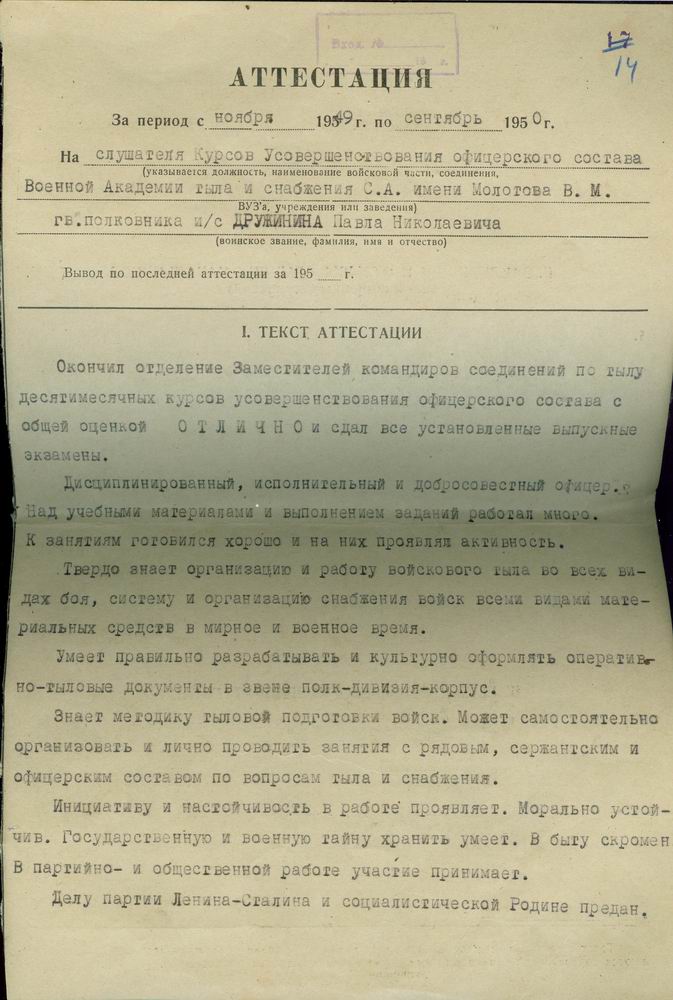 Вход. №
17
14
19 г.
АТТЕСТАЦИЯ
За период с ноября 1949 г. по сентябрь 1950 г.
На слушателя Курсов Усовершенствования офицерского состава
(указывается должность, наименование войсковой части, соединения,
Военной Академии тыла и снабжения С.А. имени Молотова В. М.
ВУЗ'а, учреждения или заведения)
гв.полковника и/с ДРУЖИНИНА Павла Николаевича
(воинское звание, фамилия, имя и отчество)
Вывод по последней аттестации за 195 г.
I. ТЕКСТ АТТЕСТАЦИИ
Окончил отделение Заместителей командиров соединений по тылу
десятимесячных курсов усовершенствования офицерского состава с
общей оценкой О Т Л И Ч Н О и сдал все установленные выпускные
экзамены.
Дисциплинированный, исполнительный и добросовестный офицер.
Над учебными материалами и выполнением заданий работал много.
К занятиям готовился хорошо и на них проявлял активность.
Твердо знает организацию и работу войскового тыла во всех ви-
дах боя, систему и организацию снабжения войск всеми видами мате-
риальных средств в мирное и военное время.
Умеет правильно разрабатывать и культурно оформлять оператив-
но-тыловые документы в звене полк-дивизия-корпус.
Знает методику тыловой подготовки войск. Может самостоятельно
организовать и лично проводить занятия с рядовым, сержантским и
офицерским составом по вопросам тыла и снабжения.
Инициативу и настойчивость в работе проявляет. Морально устой-
чив. Государственную и военную тайну хранить умеет. В быту скромен
В партийно- и общественной работе участие принимает.
Делу партии Ленина-Сталина и социалистической Родине предан.